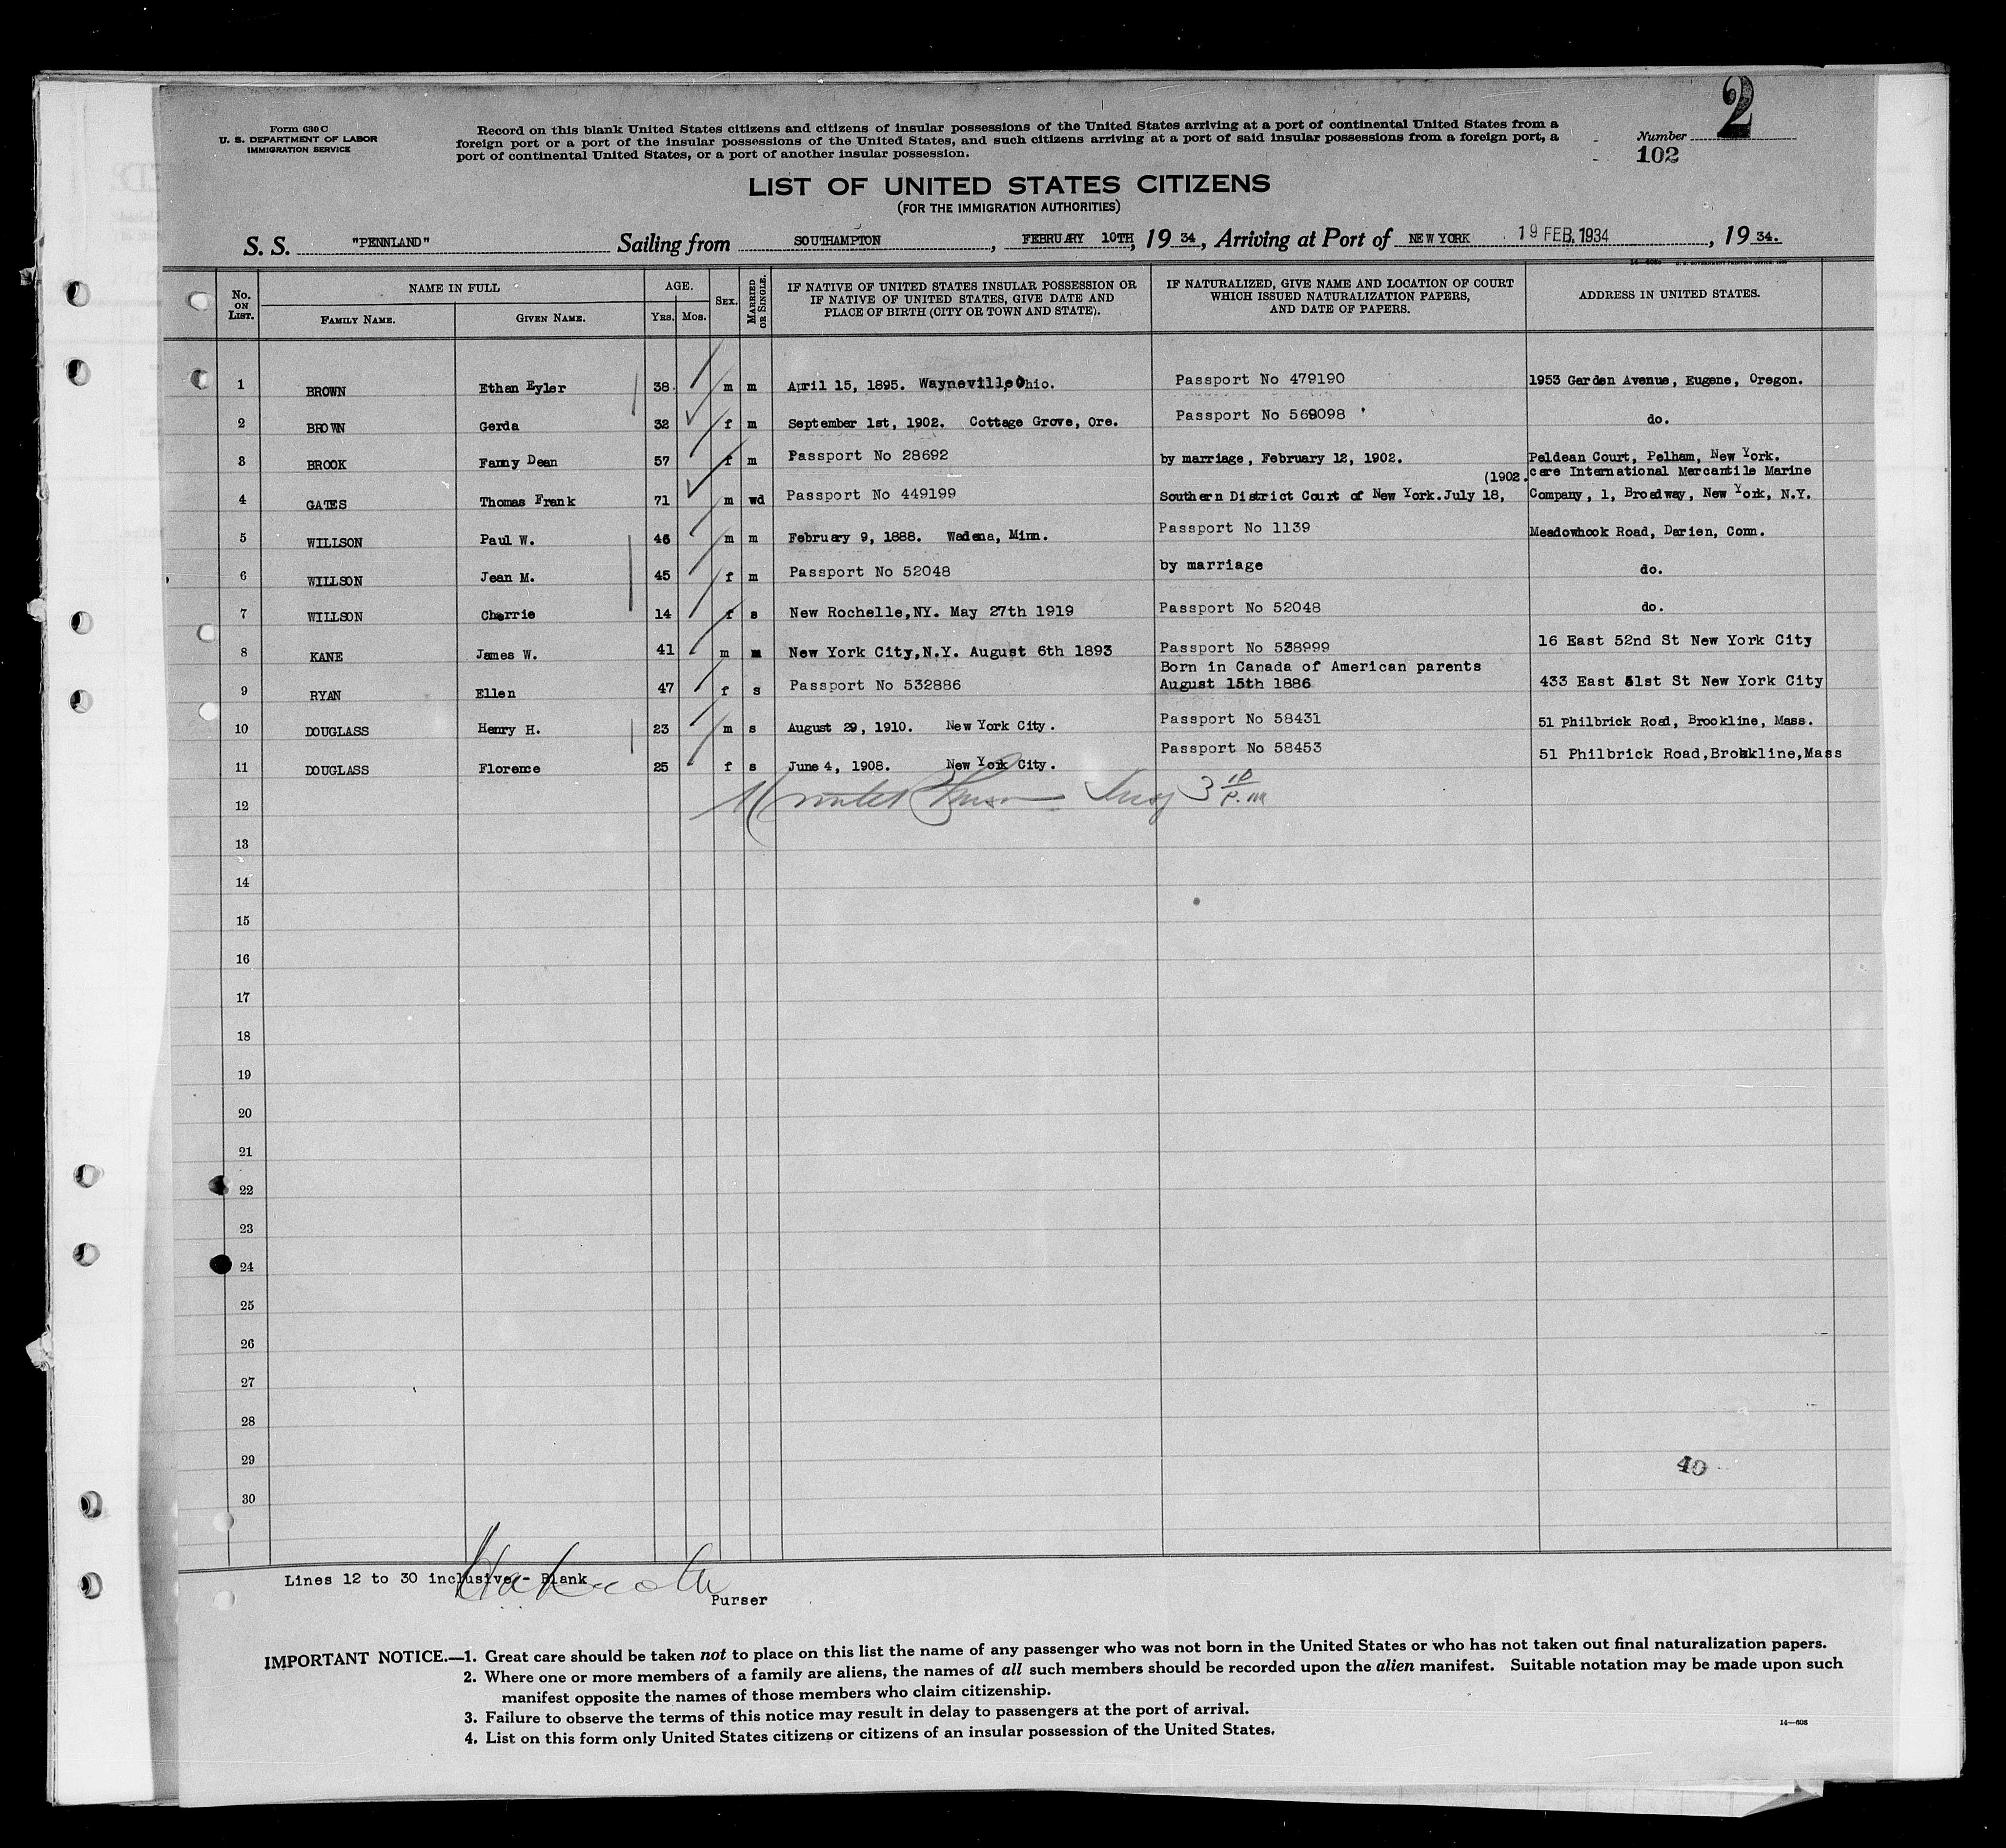 Form 630 C
U. S. DEPARTMENT OF LABOR
IMMIGRATION SERVICE
Record on this blank United States citizens and citizens of insular possessions of the United States arriving at a port of continental United States from a
foreign port or a port of the insular possessions of the United States, and such citizens arriving at a port of said insular possessions from a foreign port, a
port of continental United States, or a port of another insular possession.
Number 2
102
LIST OF UNITED STATES CITIZENS
(FOR THE IMMIGRATION AUTHORITIES)
S. S. "PENNLAND" Sailing from SOUTHAMPTON, FEBRUARY 10TH, 19 34, Arriving at Port of NEW YORK 19 FEB. 1934, 19 34.
No. ON LIST. NAME IN FULL FAMILY NAME. GIVEN NAME. AGE. YRS. MOS. SEX. MARRIED OR SINGLE. IF NATIVE OF UNITED STATES INSULAR POSSESSION OR IF NATIVE OF UNITED STATES, GIVE DATE AND PLACE OF BIRTH (CITY OR TOWN AND STATE). IF NATURALIZED, GIVE NAME AND LOCATION OF COURT WHICH ISSUED NATURALIZATION PAPERS, AND DATE OF PAPERS. ADDRESS IN UNITED STATES.
1 BROWN Ethan Eyler 38 m m April 15, 1895. Wayneville, Ohio. Passport No 479190 1953 Garden Avenue, Eugene, Oregon.
2 BROWN Gerda 32 f m September 1st, 1902. Cottage Grove, Ore. Passport No 569098 do.
3 BROOK Fanny Dean 57 f m Passport No 28692 by marriage, February 12, 1902. Peldean Court, Pelham, New York.
(1902. care International Mercantile Marine
4 GATES Thomas Frank 71 m wd Passport No 449199 Southern District Court of New York. July 18, Company, 1, Broadway, New York, N.Y.
5 WILLSON Paul W. 46 m m February 9, 1888. Wadena, Minn. Passport No 1139 Meadowhook Road, Darien, Conn.
6 WILLSON Jean M. 45 f m Passport No 52048 by marriage do.
7 WILLSON Cherrie 14 f s New Rochelle,NY. May 27th 1919 Passport No 52048 do.
8 KANE James W. 41 m m New York City,N.Y. August 6th 1893 Passport No 538999 16 East 52nd St New York City
Born in Canada of American parents
9 RYAN Ellen 47 f s Passport No 532886 August 15th 1886 433 East 51st St New York City
10 DOUGLASS Henry H. 23 m s August 29, 1910. New York City. Passport No 58431 51 Philbrick Road, Brookline, Mass.
11 DOUGLASS Florence 25 f s June 4, 1908. New York City. Passport No 58453 51 Philbrick Road,Brookline,Mass
12 3 10 P.M
13
14
15
16
17
18
19
20
21
22
23
24
25
26
27
28
29
40
30
Lines 12 to 30 inclusive - Blank
Purser
IMPORTANT NOTICE.—1. Great care should be taken not to place on this list the name of any passenger who was not born in the United States or who has not taken out final naturalization papers.
2. Where one or more members of a family are aliens, the names of all such members should be recorded upon the alien manifest. Suitable notation may be made upon such
manifest opposite the names of those members who claim citizenship.
3. Failure to observe the terms of this notice may result in delay to passengers at the port of arrival.
4. List on this form only United States citizens or citizens of an insular possession of the United States.
14—608